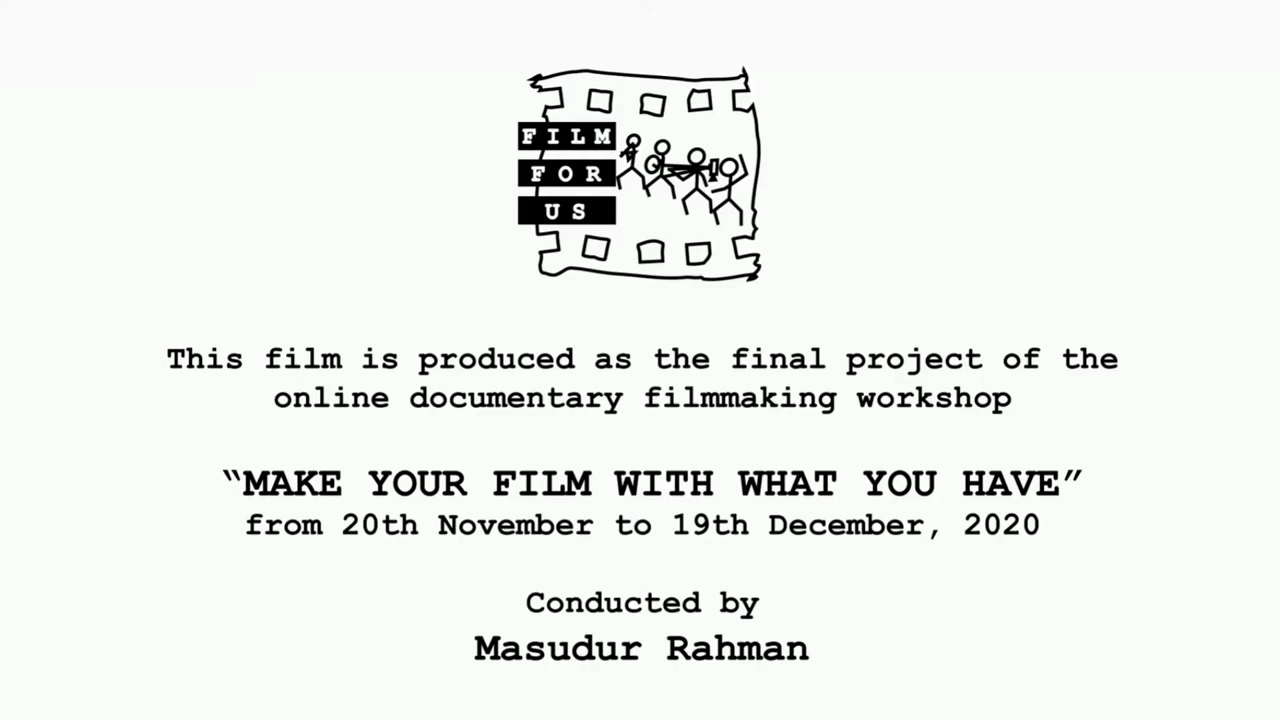 FILM
FOR
US
This film is produced as the final project of the
online documentary filmmaking workshop
“MAKE YOUR FILM WITH WHAT YOU HAVE”
from 20th November to 19th December, 2020
Conducted by
Masudur Rahman